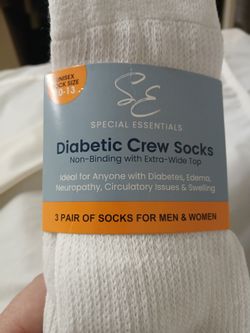 UNISEX
SOCK SIZE
10-13
SE
SPECIAL ESSENTIALS
Diabetic Crew Socks
Non-Binding with Extra-Wide Top
Ideal for Anyone with Diabetes, Edema,
Neuropathy, Circulatory Issues & Swelling
3 PAIR OF SOCKS FOR MEN & WOMEN